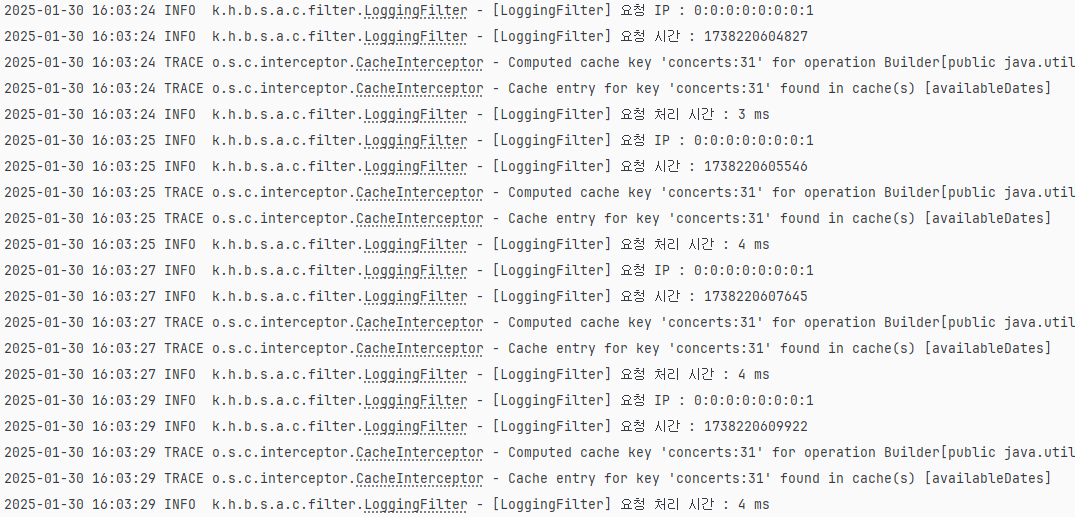 2025-01-30 16:03:24 INFO  k.h.b.s.a.c.filter.LoggingFilter - [LoggingFilter] 요청 IP : 0:0:0:0:0:0:0:1
2025-01-30 16:03:24 INFO  k.h.b.s.a.c.filter.LoggingFilter - [LoggingFilter] 요청 시간 : 1738220604827
2025-01-30 16:03:24 TRACE o.s.c.interceptor.CacheInterceptor - Computed cache key 'concerts:31' for operation Builder[public java.util
2025-01-30 16:03:24 TRACE o.s.c.interceptor.CacheInterceptor - Cache entry for key 'concerts:31' found in cache(s) [availableDates]
2025-01-30 16:03:24 INFO  k.h.b.s.a.c.filter.LoggingFilter - [LoggingFilter] 요청 처리 시간 : 3 ms
2025-01-30 16:03:25 INFO  k.h.b.s.a.c.filter.LoggingFilter - [LoggingFilter] 요청 IP : 0:0:0:0:0:0:0:1
2025-01-30 16:03:25 INFO  k.h.b.s.a.c.filter.LoggingFilter - [LoggingFilter] 요청 시간 : 1738220605546
2025-01-30 16:03:25 TRACE o.s.c.interceptor.CacheInterceptor - Computed cache key 'concerts:31' for operation Builder[public java.util
2025-01-30 16:03:25 TRACE o.s.c.interceptor.CacheInterceptor - Cache entry for key 'concerts:31' found in cache(s) [availableDates]
2025-01-30 16:03:25 INFO  k.h.b.s.a.c.filter.LoggingFilter - [LoggingFilter] 요청 처리 시간 : 4 ms
2025-01-30 16:03:27 INFO  k.h.b.s.a.c.filter.LoggingFilter - [LoggingFilter] 요청 IP : 0:0:0:0:0:0:0:1
2025-01-30 16:03:27 INFO  k.h.b.s.a.c.filter.LoggingFilter - [LoggingFilter] 요청 시간 : 1738220607645
2025-01-30 16:03:27 TRACE o.s.c.interceptor.CacheInterceptor - Computed cache key 'concerts:31' for operation Builder[public java.util
2025-01-30 16:03:27 TRACE o.s.c.interceptor.CacheInterceptor - Cache entry for key 'concerts:31' found in cache(s) [availableDates]
2025-01-30 16:03:27 INFO  k.h.b.s.a.c.filter.LoggingFilter - [LoggingFilter] 요청 처리 시간 : 4 ms
2025-01-30 16:03:29 INFO  k.h.b.s.a.c.filter.LoggingFilter - [LoggingFilter] 요청 IP : 0:0:0:0:0:0:0:1
2025-01-30 16:03:29 INFO  k.h.b.s.a.c.filter.LoggingFilter - [LoggingFilter] 요청 시간 : 1738220609922
2025-01-30 16:03:29 TRACE o.s.c.interceptor.CacheInterceptor - Computed cache key 'concerts:31' for operation Builder[public java.util
2025-01-30 16:03:29 TRACE o.s.c.interceptor.CacheInterceptor - Cache entry for key 'concerts:31' found in cache(s) [availableDates]
2025-01-30 16:03:29 INFO  k.h.b.s.a.c.filter.LoggingFilter - [LoggingFilter] 요청 처리 시간 : 4 ms